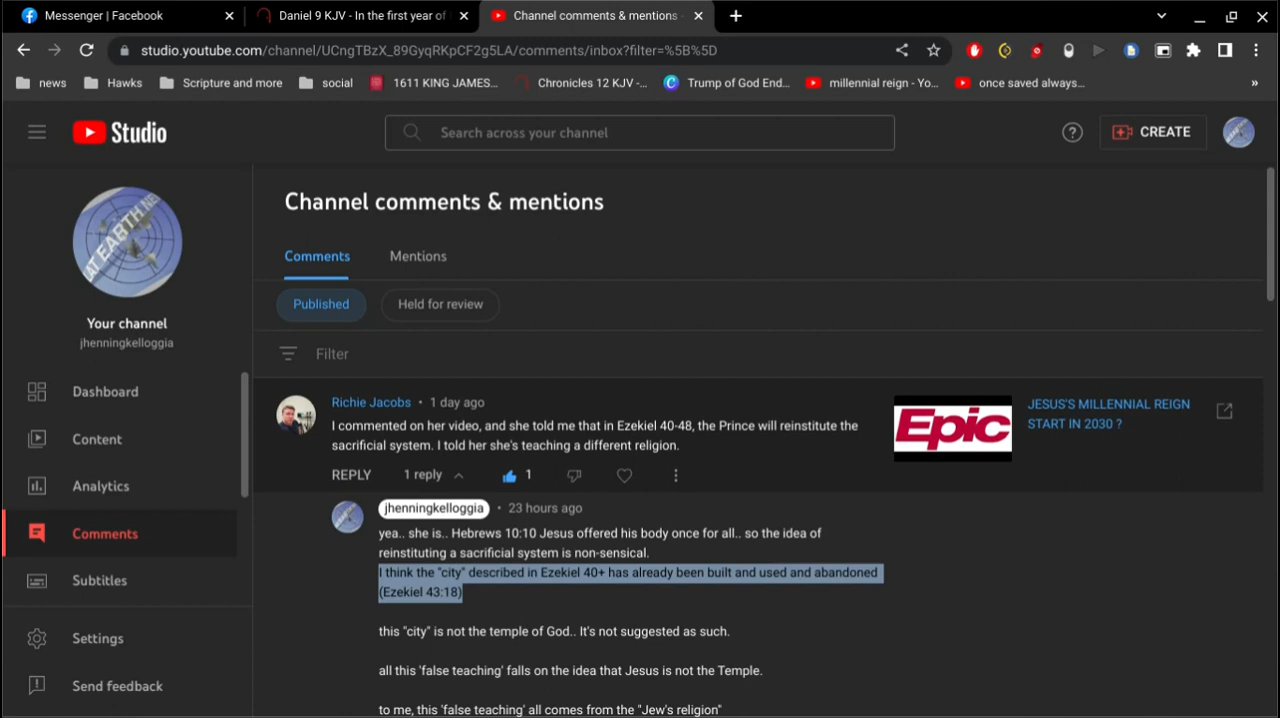 Messenger | Facebook
Daniel 9 KJV - In the first year of
Channel comments & mentions
studio.youtube.com/channel/UCngTBzX_89GyqRKpCF2g5LA/comments/inbox?filter=%5B%5D
news
Hawks
Scripture and more
social
1611 KING JAMES...
Chronicles 12 KJV -...
Trump of God End...
millennial reign - Yo...
once saved always...
»
Studio
Search across your channel
CREATE
AT EARTH NE
Your channel
jhenningkelloggia
Dashboard
Content
Analytics
Comments
Subtitles
Settings
Send feedback
Channel comments & mentions
Comments
Mentions
Published
Held for review
Filter
Richie Jacobs • 1 day ago
I commented on her video, and she told me that in Ezekiel 40-48, the Prince will reinstitute the
sacrificial system. I told her she's teaching a different religion.
REPLY
1 reply
1
Epic
JESUS'S MILLENNIAL REIGN
START IN 2030 ?
jhenningkelloggia • 23 hours ago
yea.. she is.. Hebrews 10:10 Jesus offered his body once for all.. so the idea of
reinstituting a sacrificial system is non-sensical.
I think the "city" described in Ezekiel 40+ has already been built and used and abandoned
(Ezekiel 43:18)
this "city" is not the temple of God.. It's not suggested as such.
all this 'false teaching' falls on the idea that Jesus is not the Temple.
to me, this 'false teaching' all comes from the "Jew's religion"